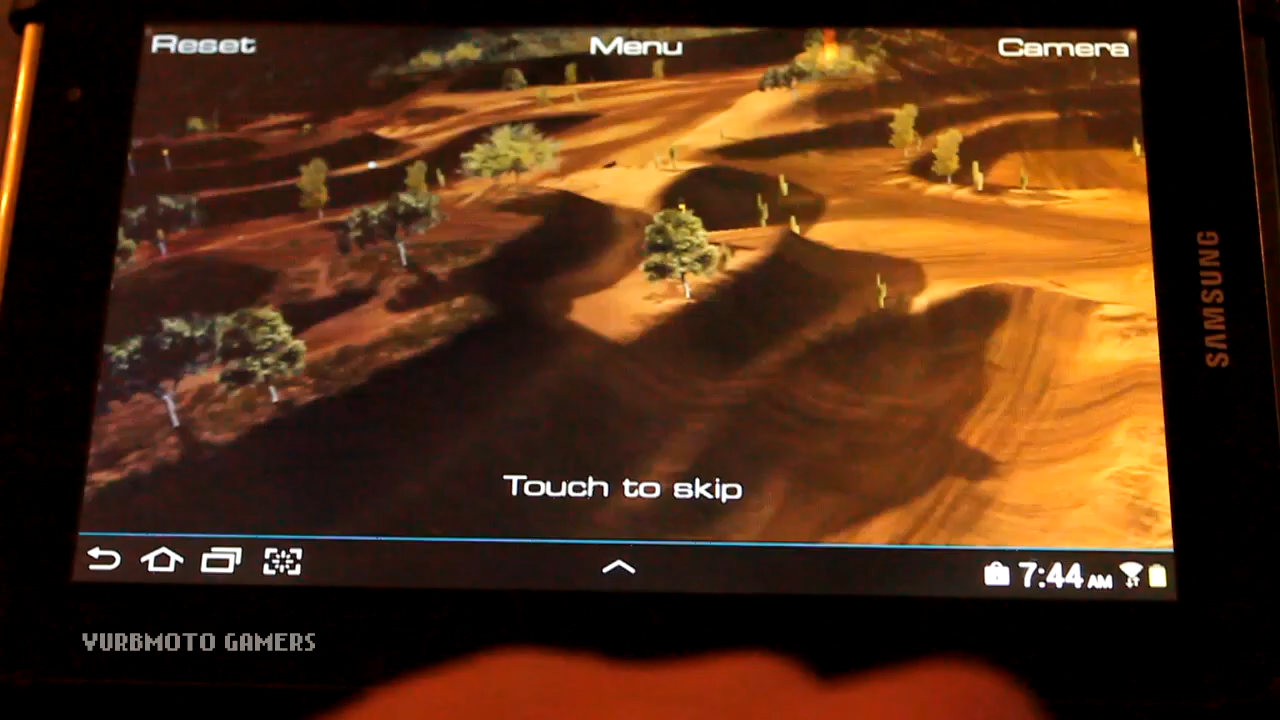 Reset
Menu
Camera
SAMSUNG
Touch to skip
7:44 AM
VURBMOTO GAMERS